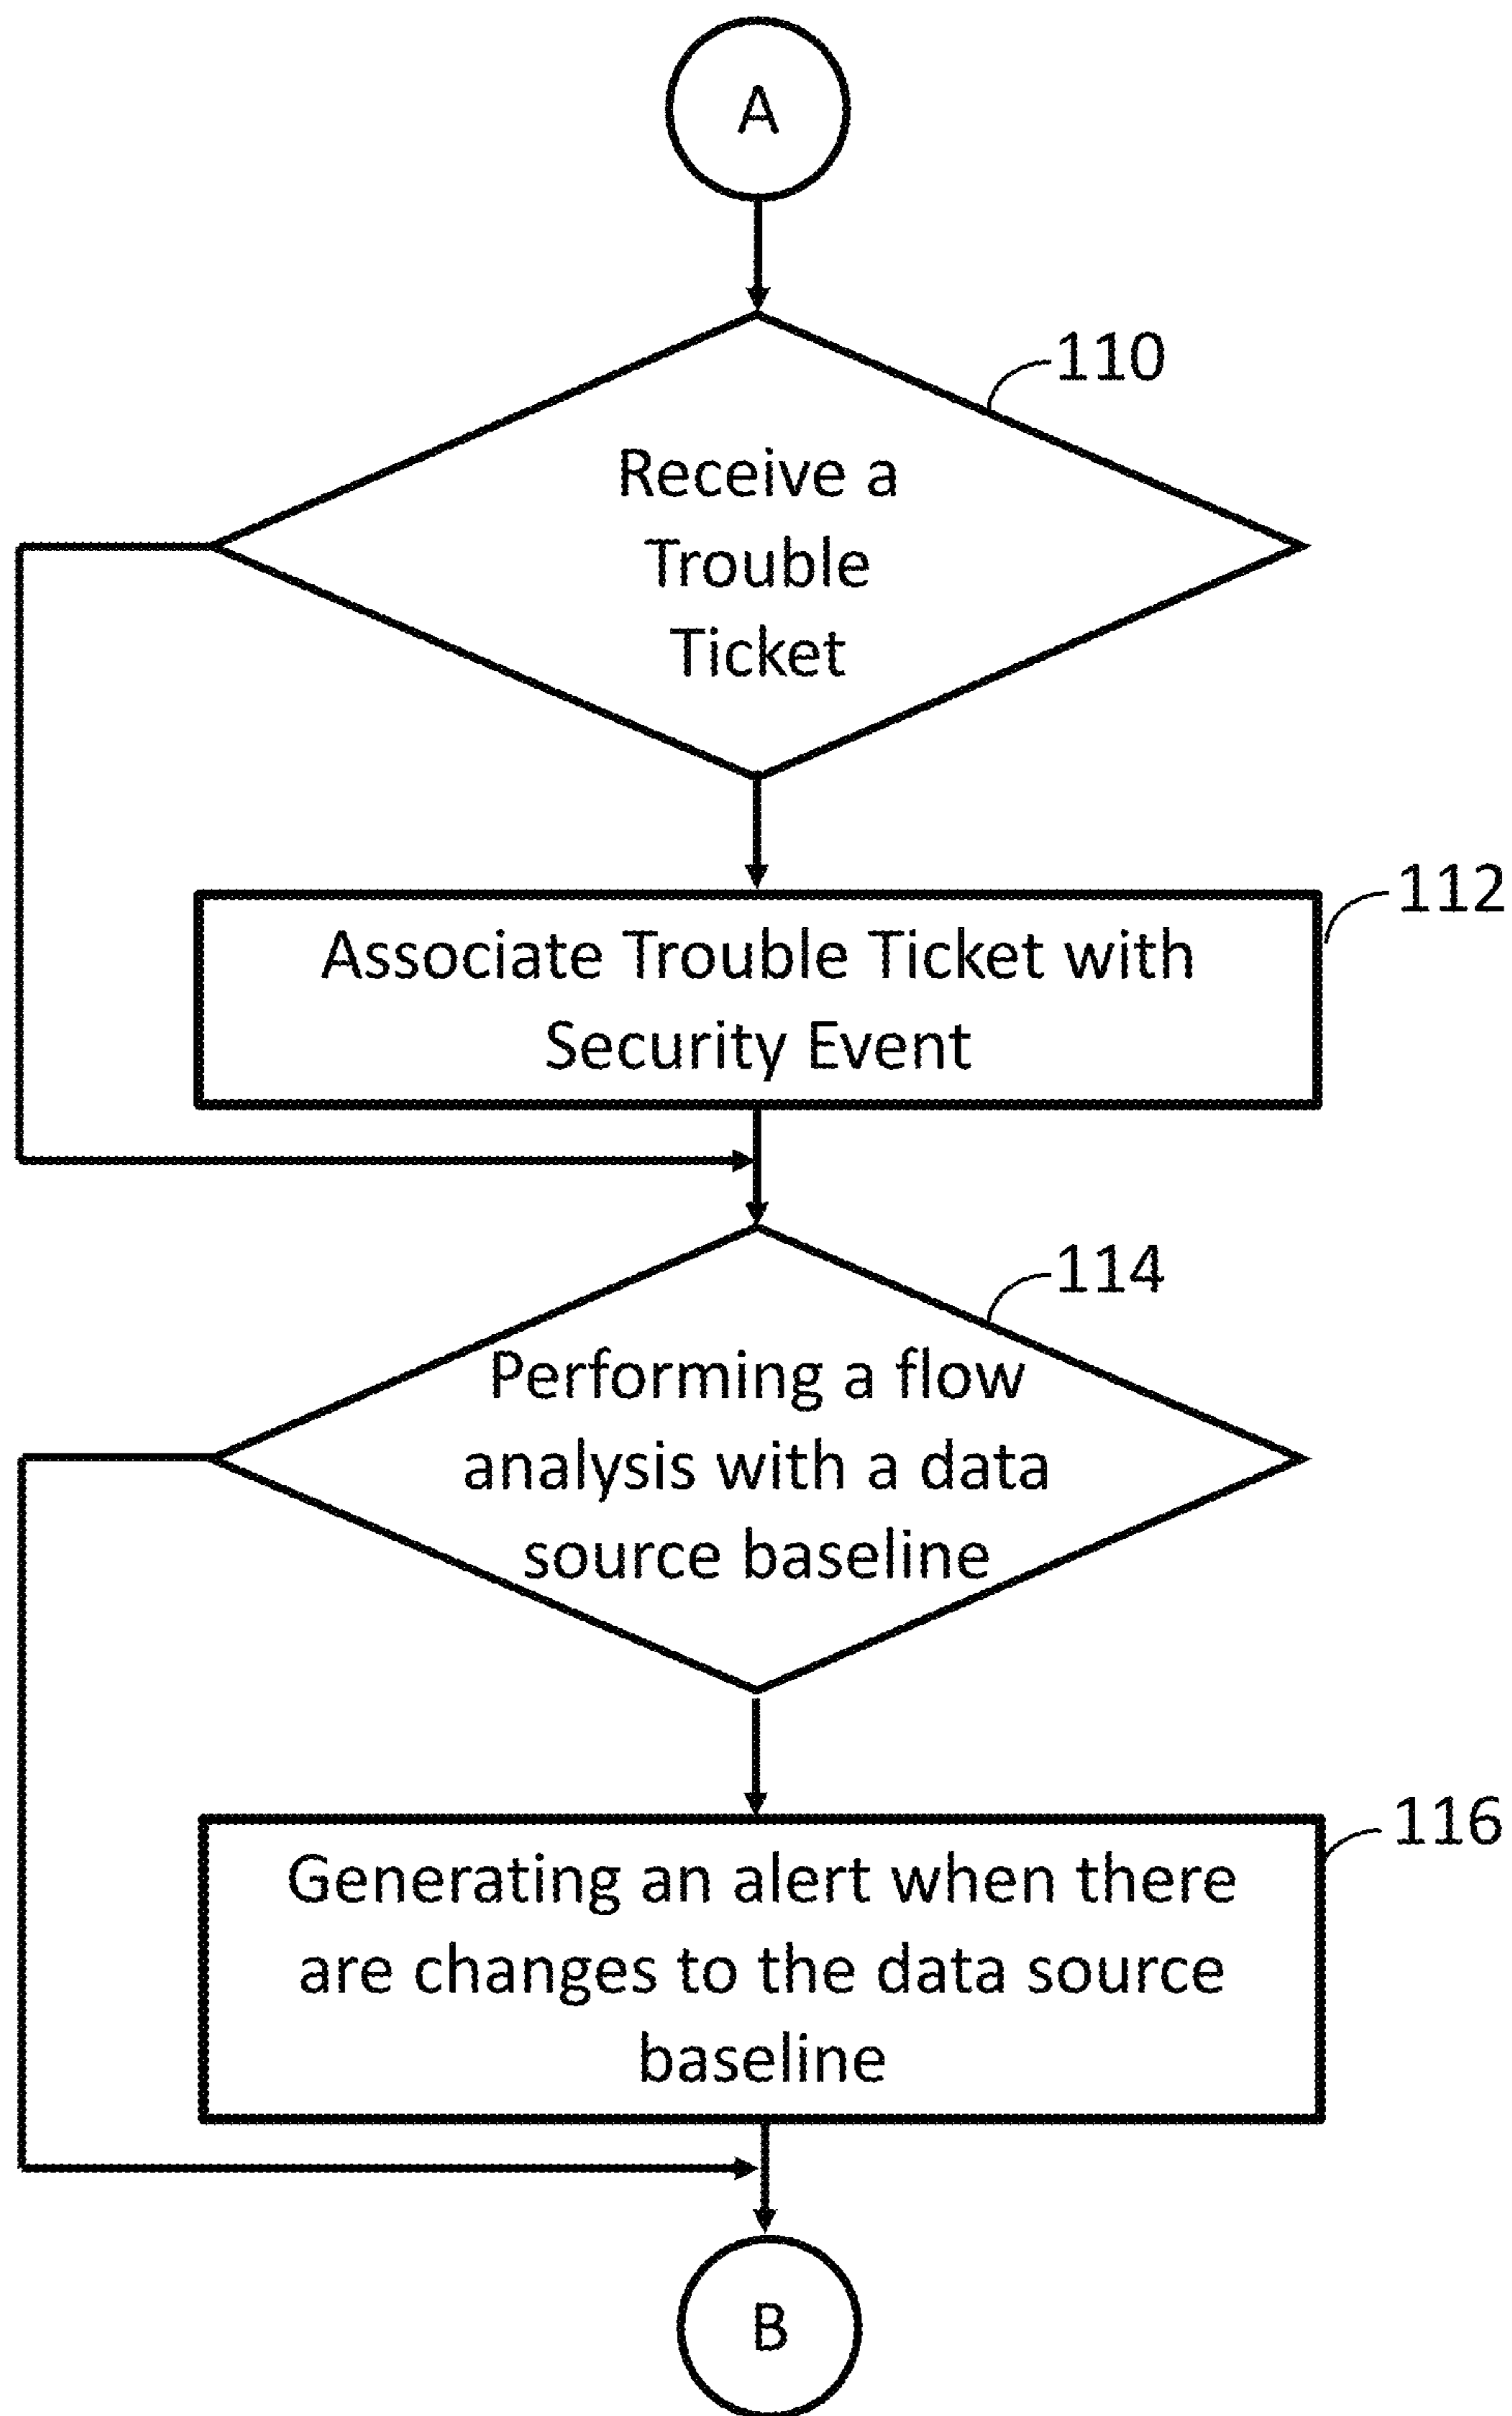 A
110
Receive a
Trouble
Ticket
112
Associate Trouble Ticket with
Security Event
114
Performing a flow
analysis with a data
source baseline
116
Generating an alert when there
are changes to the data source
baseline
B